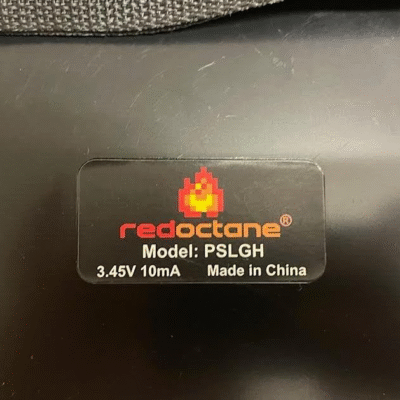 redoctane®
Model: PSLGH
3.45V 10mA Made in China